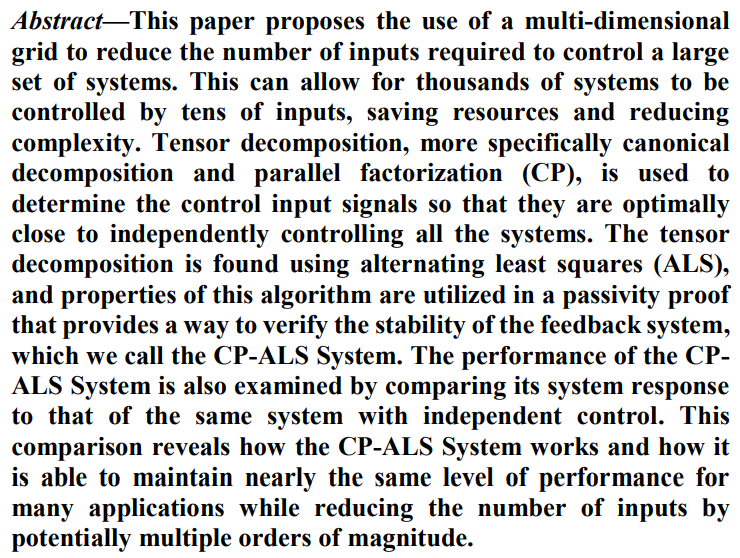 Abstract—This paper proposes the use of a multi-dimensional
grid to reduce the number of inputs required to control a large
set of systems. This can allow for thousands of systems to be
controlled by tens of inputs, saving resources and reducing
complexity. Tensor decomposition, more specifically canonical
decomposition and parallel factorization (CP), is used to
determine the control input signals so that they are optimally
close to independently controlling all the systems. The tensor
decomposition is found using alternating least squares (ALS),
and properties of this algorithm are utilized in a passivity proof
that provides a way to verify the stability of the feedback system,
which we call the CP-ALS System. The performance of the CP-
ALS System is also examined by comparing its system response
to that of the same system with independent control. This
comparison reveals how the CP-ALS System works and how it
is able to maintain nearly the same level of performance for
many applications while reducing the number of inputs by
potentially multiple orders of magnitude.